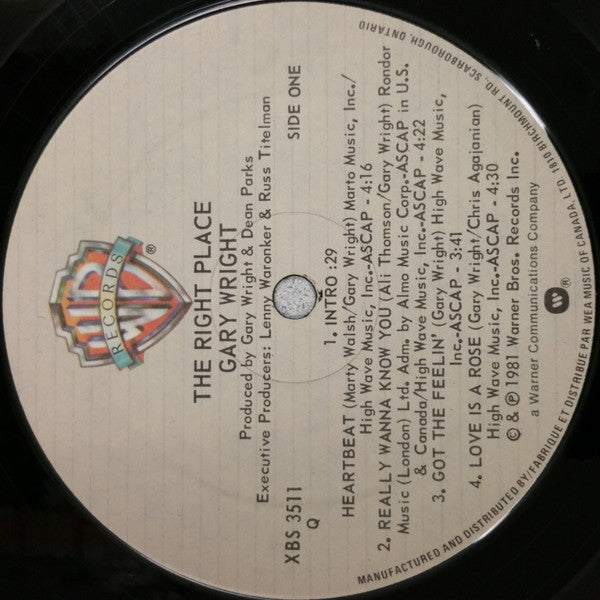 WB
RECORDS
®
THE RIGHT PLACE
GARY WRIGHT
Produced by Gary Wright & Dean Parks
Executive Producers: Lenny Waronker & Russ Titelman
XBS 3511
Q
SIDE ONE
1. INTRO :29
HEARTBEAT (Marty Walsh/Gary Wright) Marto Music, Inc./
High Wave Music, Inc.-ASCAP - 4:16
2. REALLY WANNA KNOW YOU (Ali Thomson/Gary Wright) Rondor
Music (London) Ltd. Adm. by Almo Music Corp.-ASCAP in U.S.
& Canada/High Wave Music, Inc.-ASCAP - 4:22
3. GOT THE FEELIN' (Gary Wright) High Wave Music,
Inc.-ASCAP - 3:41
4. LOVE IS A ROSE (Gary Wright/Chris Agajanian)
High Wave Music, Inc.-ASCAP - 4:30
© & ℗ 1981 Warner Bros. Records Inc.
a Warner Communications Company
®
MANUFACTURED AND DISTRIBUTED BY/FABRIQUE ET DISTRIBUE PAR WEA MUSIC OF CANADA, LTD. 1810 BIRCHMOUNT RD, SCARBOROUGH, ONTARIO